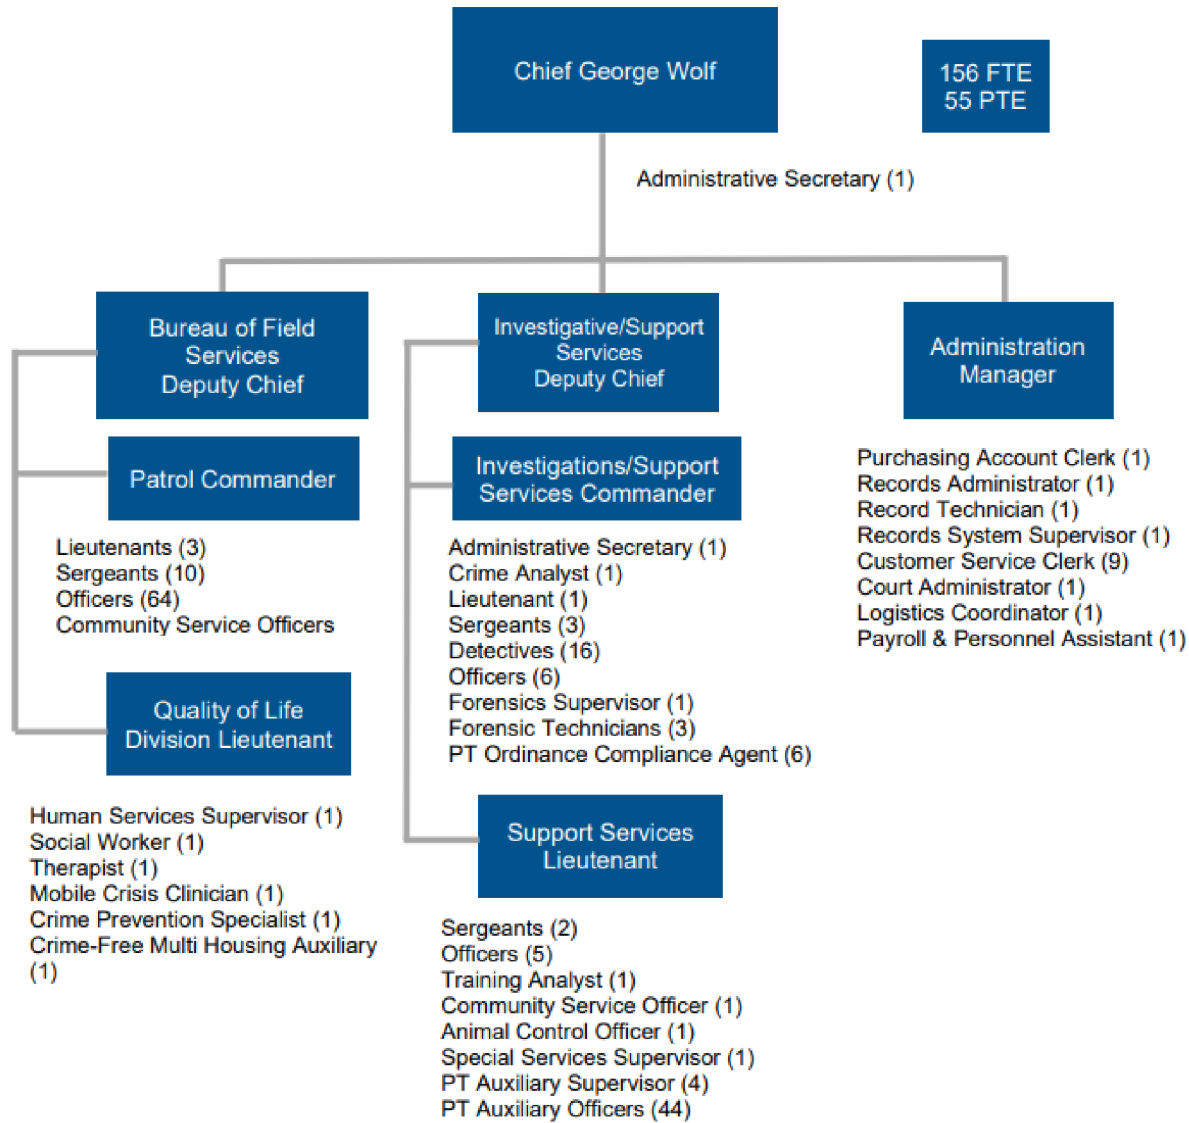 Chief George Wolf
156 FTE
55 PTE
Administrative Secretary (1)
Bureau of Field
Services
Deputy Chief
Patrol Commander
Lieutenants (3)
Sergeants (10)
Officers (64)
Community Service Officers
Quality of Life
Division Lieutenant
Human Services Supervisor (1)
Social Worker (1)
Therapist (1)
Mobile Crisis Clinician (1)
Crime Prevention Specialist (1)
Crime-Free Multi Housing Auxiliary
(1)
Investigative/Support
Services
Deputy Chief
Investigations/Support
Services Commander
Administrative Secretary (1)
Crime Analyst (1)
Lieutenant (1)
Sergeants (3)
Detectives (16)
Officers (6)
Forensics Supervisor (1)
Forensic Technicians (3)
PT Ordinance Compliance Agent (6)
Support Services
Lieutenant
Sergeants (2)
Officers (5)
Training Analyst (1)
Community Service Officer (1)
Animal Control Officer (1)
Special Services Supervisor (1)
PT Auxiliary Supervisor (4)
PT Auxiliary Officers (44)
Administration
Manager
Purchasing Account Clerk (1)
Records Administrator (1)
Record Technician (1)
Records System Supervisor (1)
Customer Service Clerk (9)
Court Administrator (1)
Logistics Coordinator (1)
Payroll & Personnel Assistant (1)